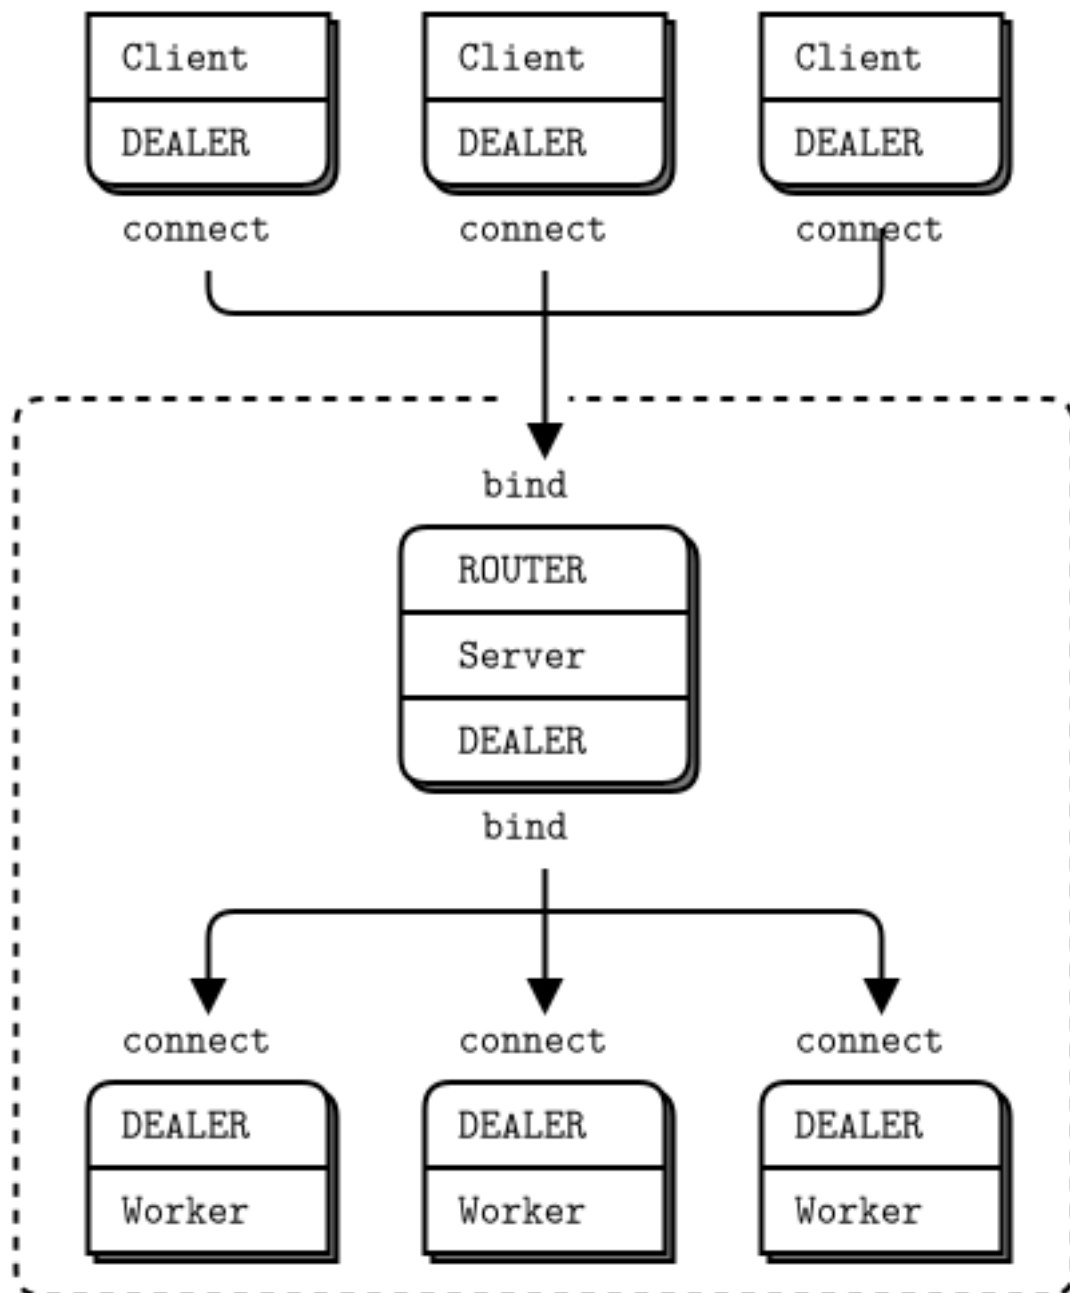 Client Client Client
DEALER DEALER DEALER
connect connect connect
bind
ROUTER
Server
DEALER
bind
connect connect connect
DEALER DEALER DEALER
Worker Worker Worker